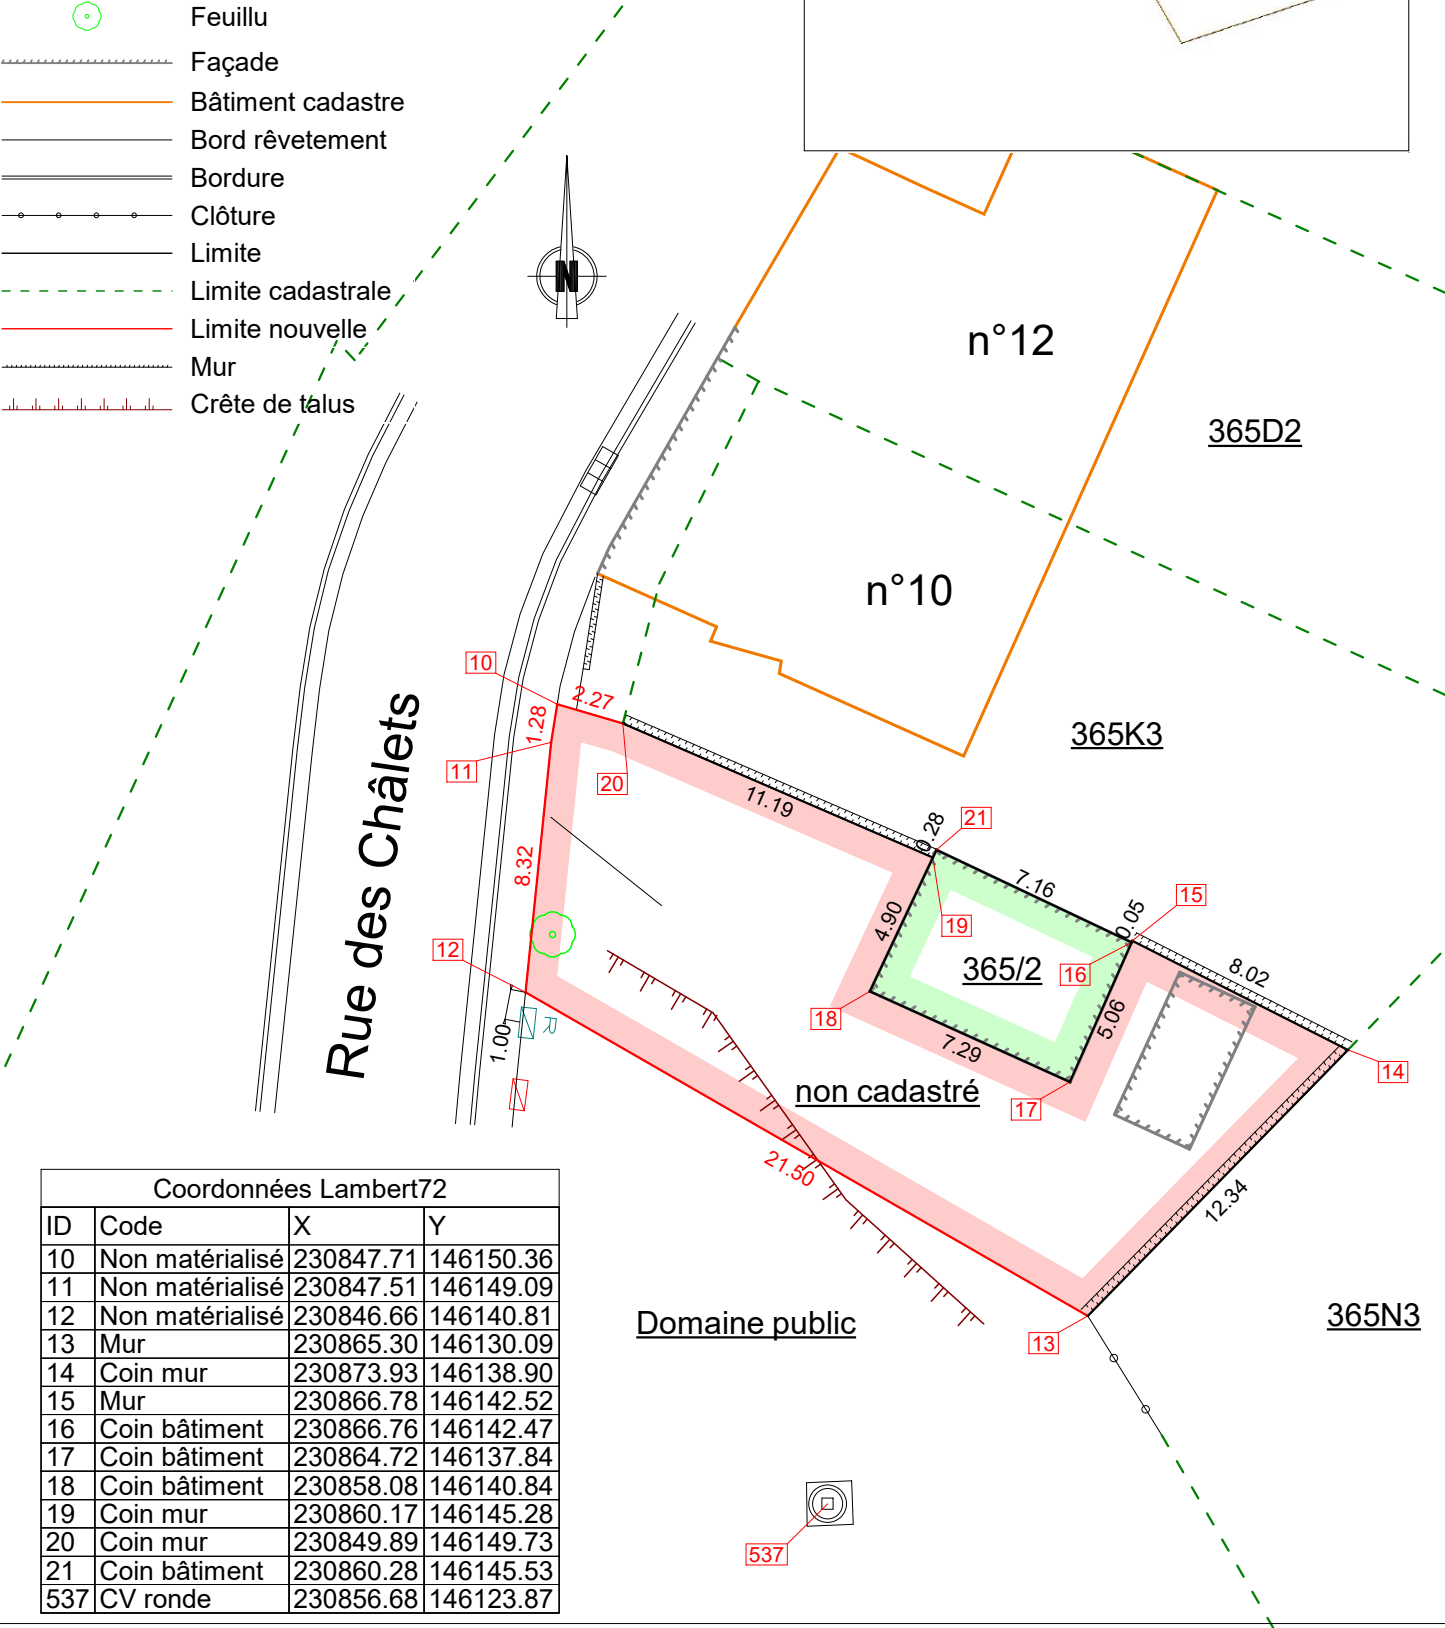 Feuillu
Façade
Bâtiment cadastre
Bord rêvetement
Bordure
Clôture
Limite
Limite cadastrale
Limite nouvelle
Mur
Crête de talus
N
n°12
365D2
n°10
365K3
10
2.27
1.28
11
20
11.19
0.28
21
7.16
15
0.05
8.32
4.90
19
365/2
16
8.02
12
18
5.06
7.29
1.00
R
14
non cadastré
17
Rue des Châlets
21.50
12.34
Domaine public
13
365N3
537
Coordonnées Lambert72
ID Code X Y
10 Non matérialisé 230847.71 146150.36
11 Non matérialisé 230847.51 146149.09
12 Non matérialisé 230846.66 146140.81
13 Mur 230865.30 146130.09
14 Coin mur 230873.93 146138.90
15 Mur 230866.78 146142.52
16 Coin bâtiment 230866.76 146142.47
17 Coin bâtiment 230864.72 146137.84
18 Coin bâtiment 230858.08 146140.84
19 Coin mur 230860.17 146145.28
20 Coin mur 230849.89 146149.73
21 Coin bâtiment 230860.28 146145.53
537 CV ronde 230856.68 146123.87